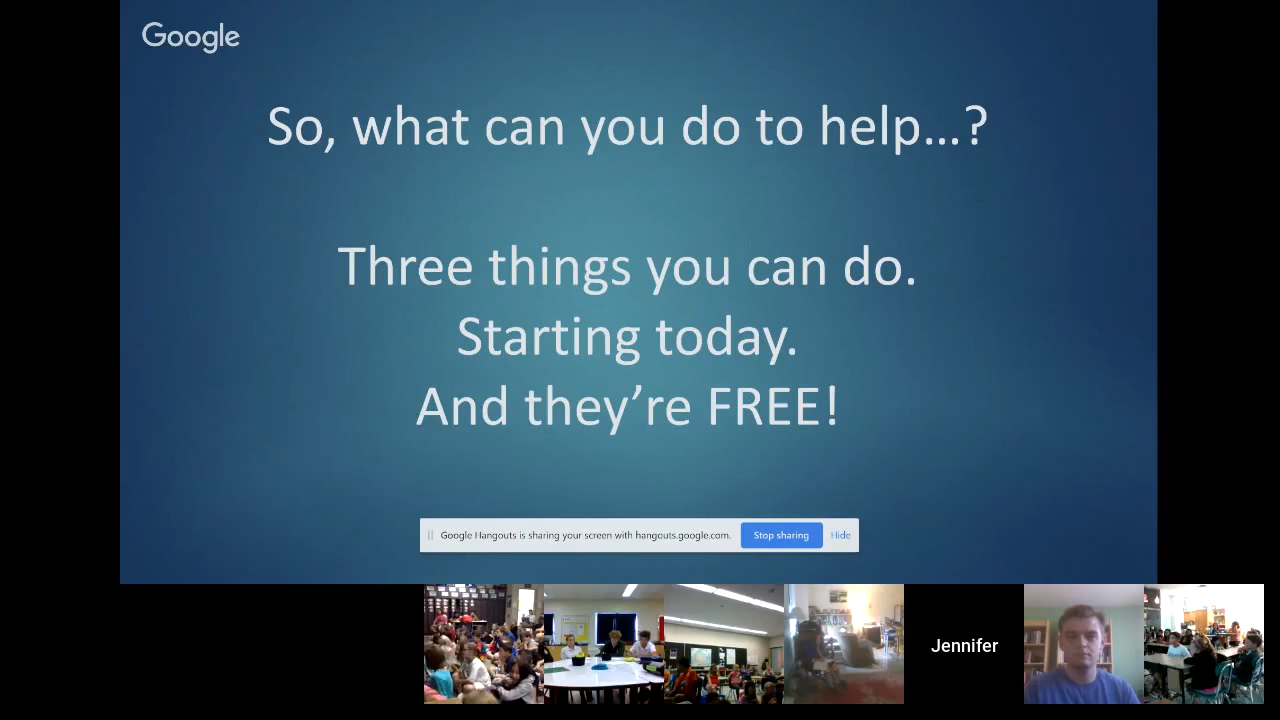 Google
So, what can you do to help…?
Three things you can do.
Starting today.
And they’re FREE!
Google Hangouts is sharing your screen with hangouts.google.com.
Stop sharing
Hide
Jennifer